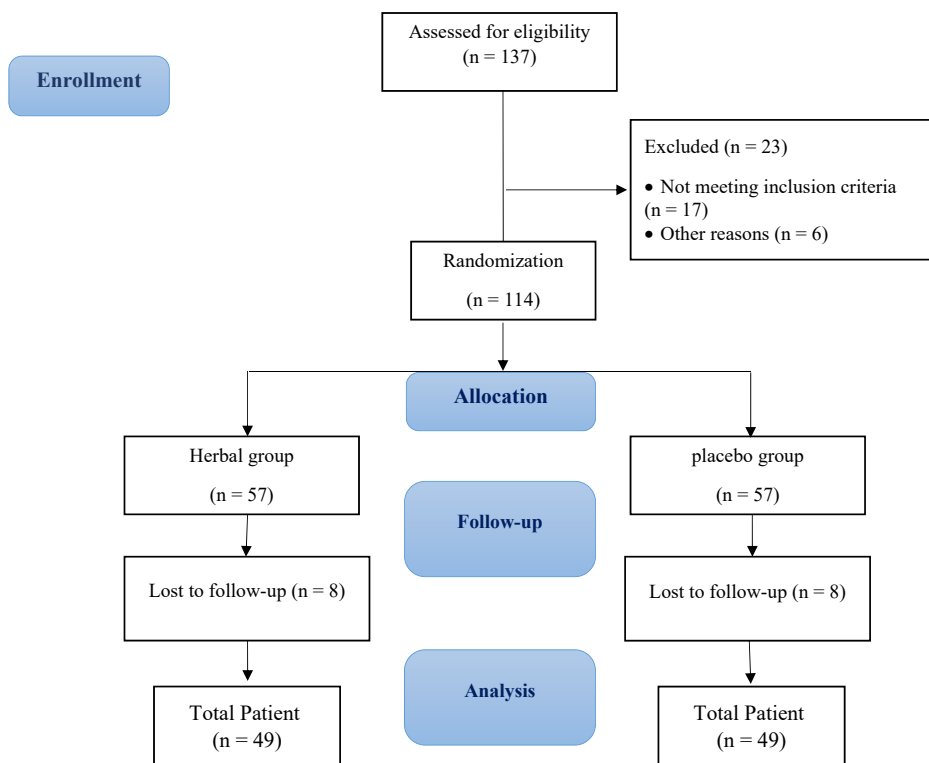 Assessed for eligibility
(n = 137)
Enrollment
Excluded (n = 23)
• Not meeting inclusion criteria
(n = 17)
• Other reasons (n = 6)
Randomization
(n = 114)
Allocation
Herbal group
(n = 57)
placebo group
(n = 57)
Follow-up
Lost to follow-up (n = 8)
Lost to follow-up (n = 8)
Analysis
Total Patient
(n = 49)
Total Patient
(n = 49)